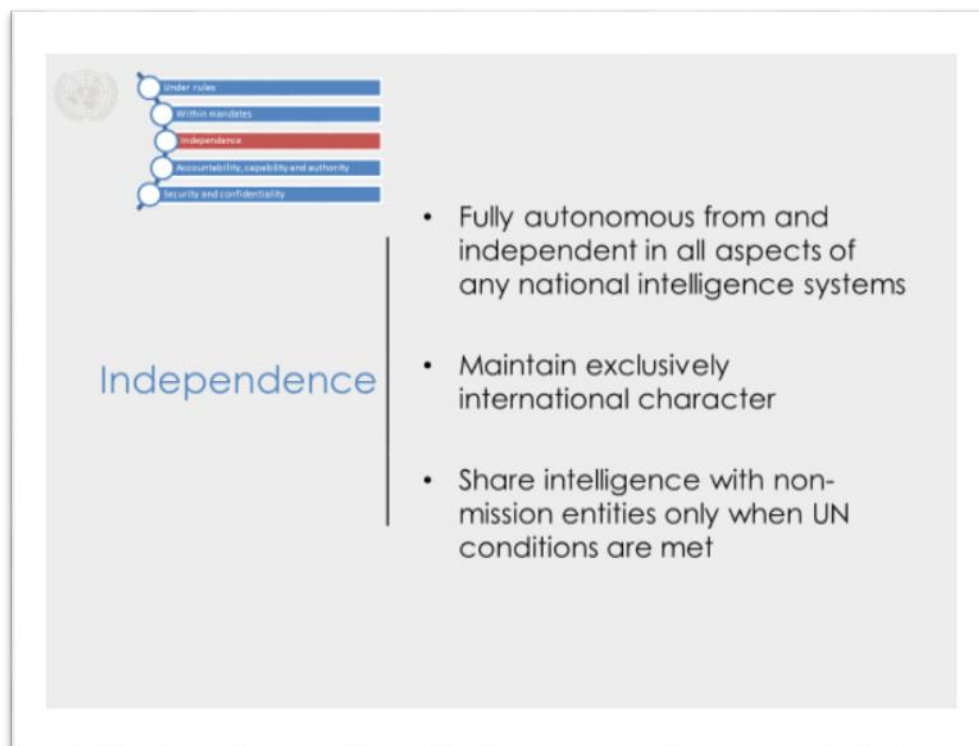 Under rules
Within mandates
Independence
Accountability, capability and authority
Security and confidentiality
Independence
• Fully autonomous from and
independent in all aspects of
any national intelligence systems
• Maintain exclusively
international character
• Share intelligence with non-
mission entities only when UN
conditions are met